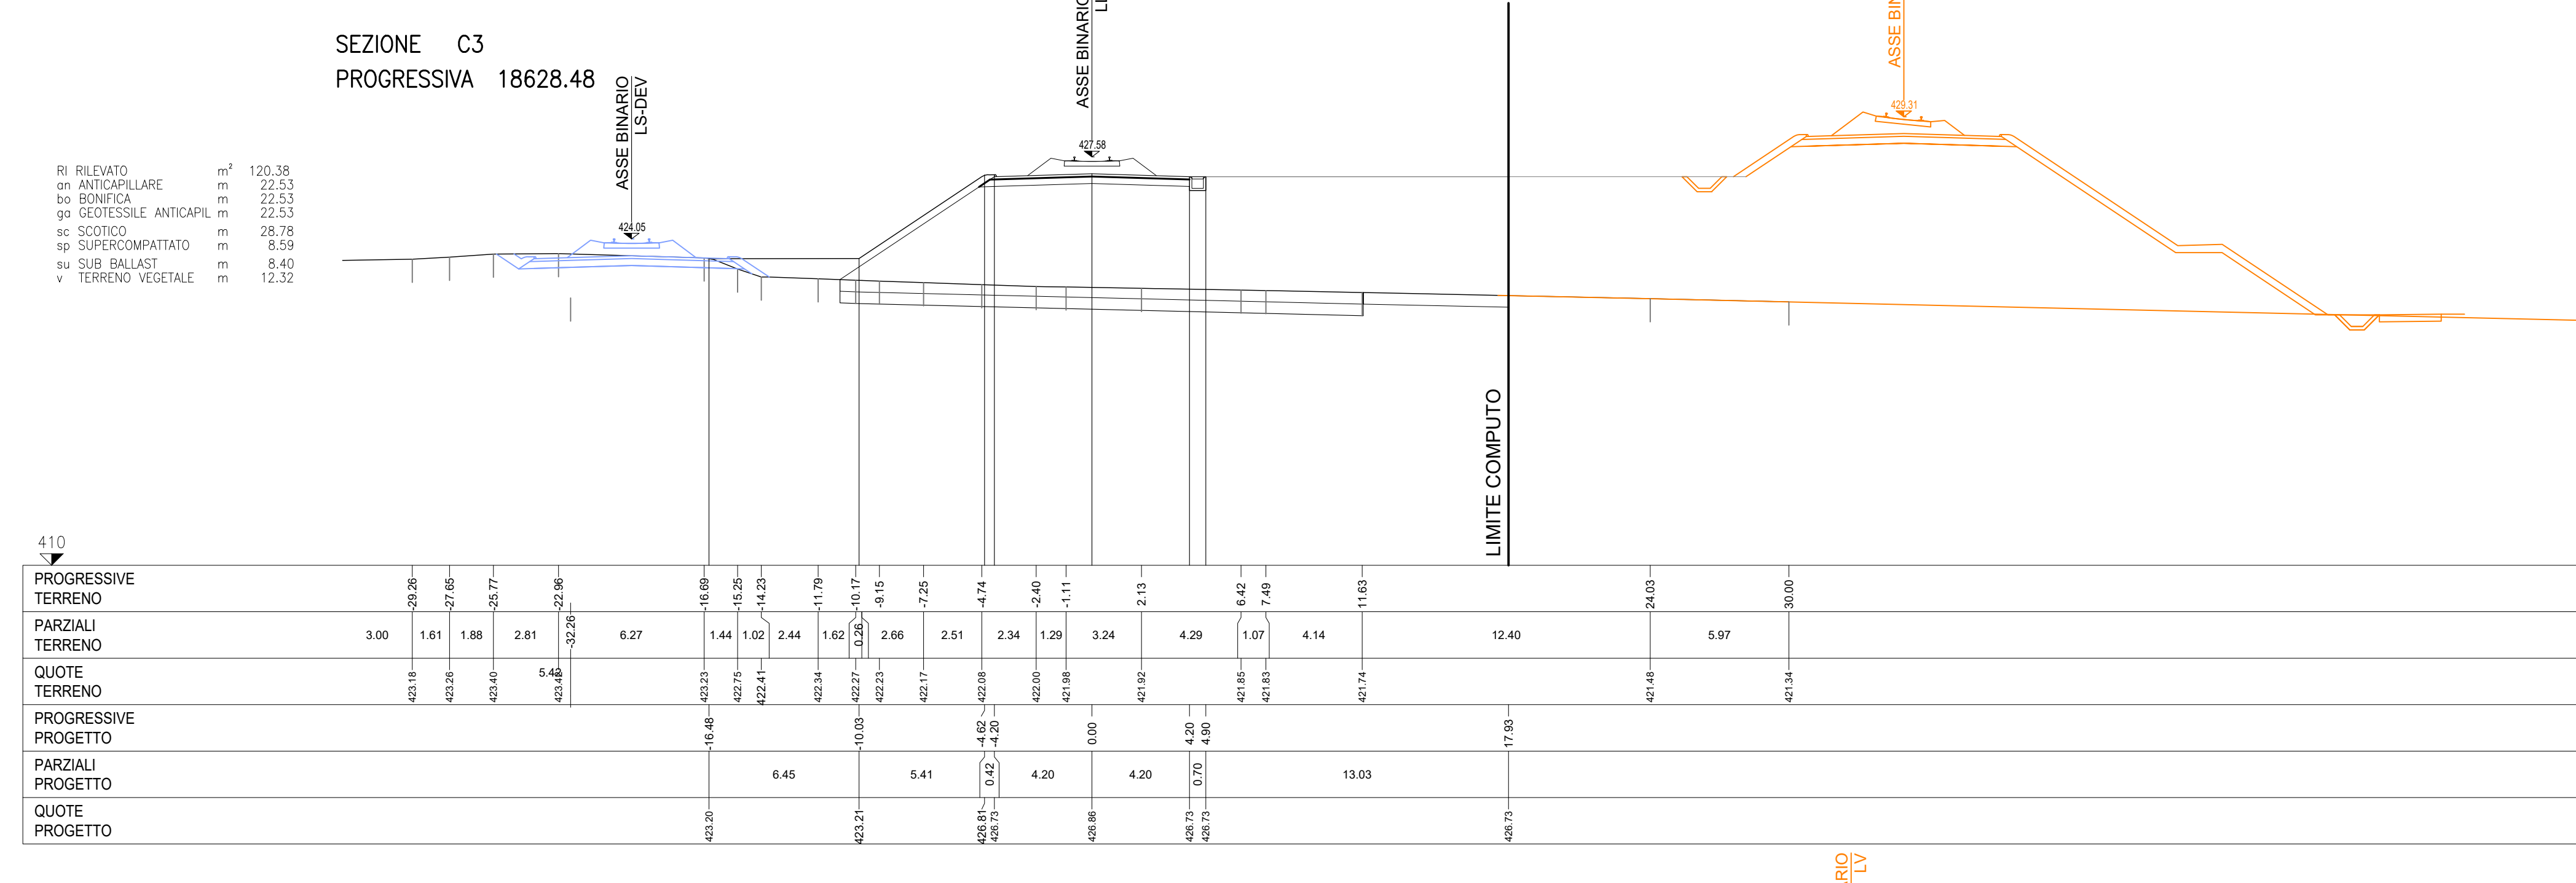 SEZIONE C3
PROGRESSIVA 18628.48
ASSE BINARIO
LS-DEV
424.05
ASSE BINARIO
427.58
429.31
RI RILEVATO m² 120.38
an ANTICAPILLARE m 22.53
bo BONIFICA m 22.53
ga GEOTESSILE ANTICAPIL m 22.53
sc SCOTICO m 28.78
sp SUPERCOMPATTATO m 8.59
su SUB BALLAST m 8.40
v TERRENO VEGETALE m 12.32
LIMITE COMPUTO
410
PROGRESSIVE
TERRENO
-29.26 -27.65 -25.77 -22.96 -16.69 -15.25 -14.23 -11.79 -10.17 -9.15 -7.25 -4.74 -2.40 -1.11 2.13 6.42 7.49 11.63 24.03 30.00
PARZIALI
TERRENO
3.00 1.61 1.88 2.81 -32.26 6.27 1.44 1.02 2.44 1.62 0.26 2.66 2.51 2.34 1.29 3.24 4.29 1.07 4.14 12.40 5.97
QUOTE
TERRENO
5.42
423.18 423.26 423.40 423.42 423.23 422.75 422.41 422.34 422.27 422.23 422.17 422.08 422.00 421.98 421.92 421.85 421.83 421.74 421.48 421.34
PROGRESSIVE
PROGETTO
-16.48 -10.03 -4.62 -4.20 0.00 4.20 4.90 17.93
PARZIALI
PROGETTO
6.45 5.41 0.42 4.20 4.20 0.70 13.03
QUOTE
PROGETTO
423.20 423.21 426.81 426.73 426.86 426.73 426.73 426.73
LV